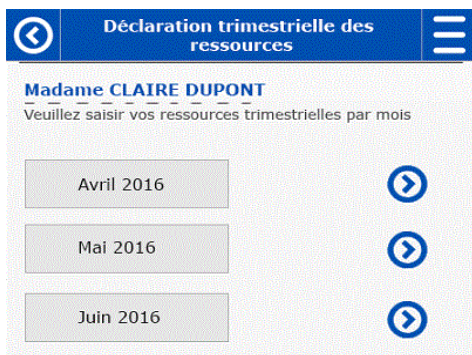 Déclaration trimestrielle des
ressources
Madame CLAIRE DUPONT
Veuillez saisir vos ressources trimestrielles par mois
Avril 2016
Mai 2016
Juin 2016